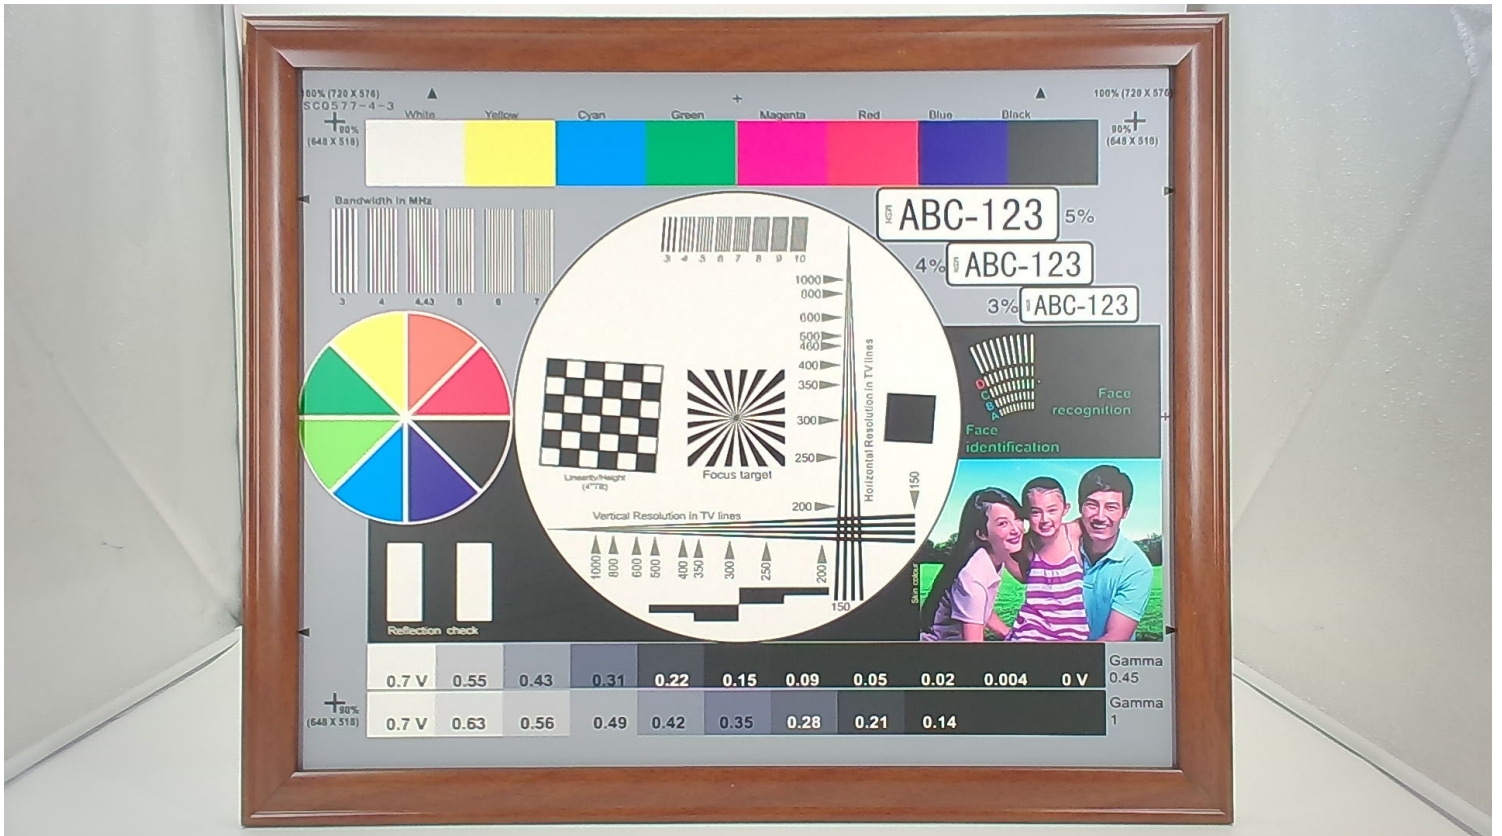 100% (720 X 576)
100% (720 X 576
SCQ577-4-3
White Yellow Cyan Green Magenta Red Blue Black
90%
(648 X 518)
90%
(648 X 518)
Bandwidth in MHz
3 4 4,43 5 6 7
3 4 5 6 7 8 9 10
ABC-123 5%
4% ABC-123
3% ABC-123
1000
800
600
500
460
400
350
300
250
200
Horizontal Resolution in TV lines
150
D
C
B
A
Face
recognition
Face
identification
Linearity/Height
Focus target
Vertical Resolution in TV lines
1000 800 600 500 400 350 300 250 200
150
Skin colour
Reflection check
0.7 V 0.55 0.43 0.31 0.22 0.15 0.09 0.05 0.02 0.004 0 V
Gamma
0.45
0.7 V 0.63 0.56 0.49 0.42 0.35 0.28 0.21 0.14
Gamma
1
90%
(648 X 518)